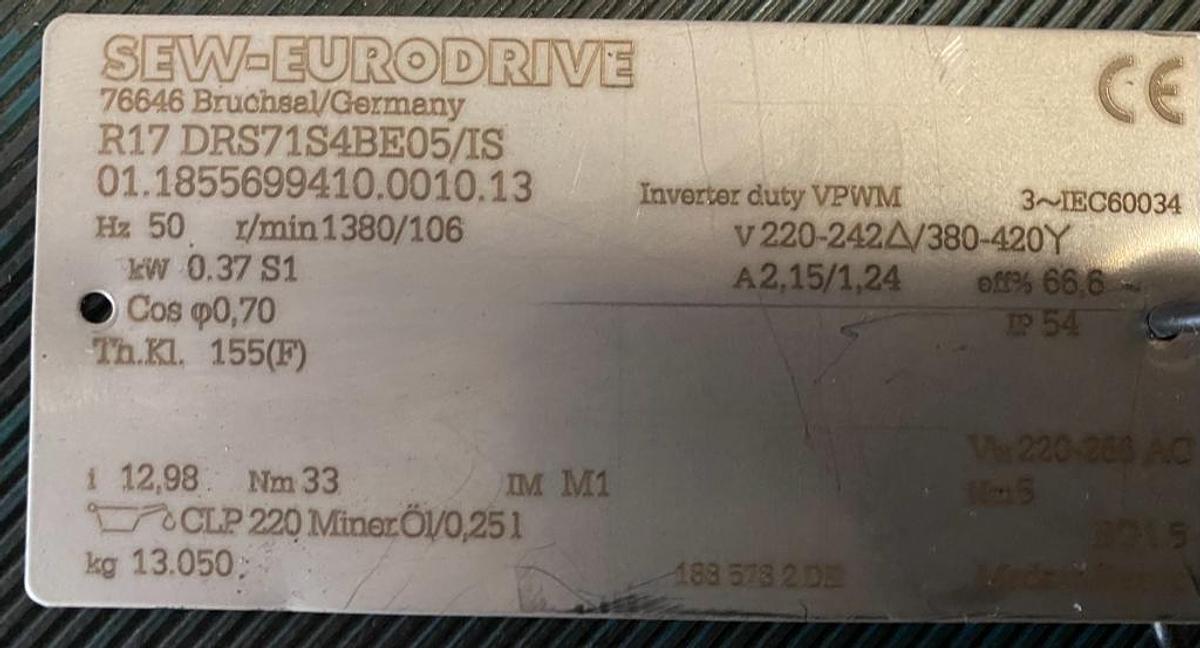 SEW-EURODRIVE
CE
76646 Bruchsal/Germany
R17 DRS71S4BE05/IS
01.1855699410.0010.13
Inverter duty VPWM 3~IEC60034
Hz 50 r/min 1380/106 V 220-242Δ/380-420Y
kW 0.37 S1 A 2,15/1,24 eff% 66,6
Cos φ0,70 IP 54
Th.Kl. 155(F)
AC
i 12,98 Nm 33 IM M1 Nm5
CLP 220 Miner.Öl/0,25 l
kg 13.050